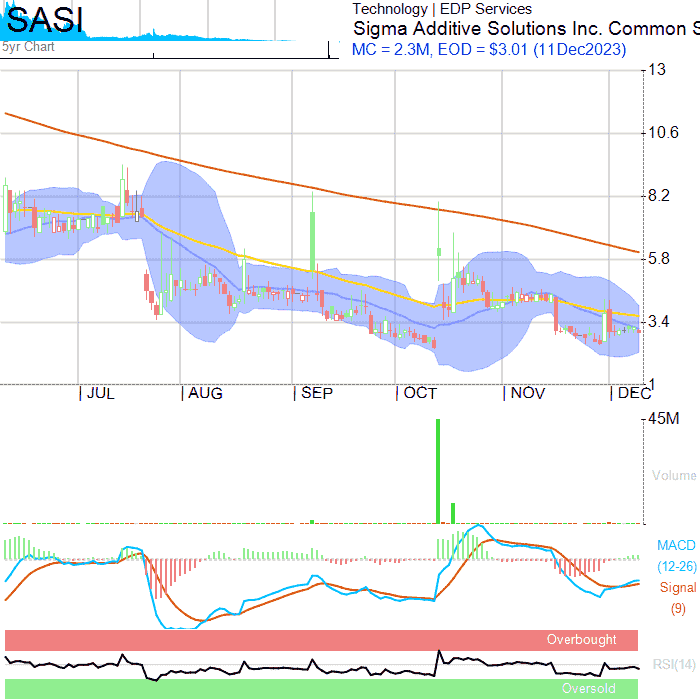 SASI
Technology | EDP Services
Sigma Additive Solutions Inc. Common S
5yr Chart
MC = 2.3M, EOD = $3.01 (11Dec2023)
13
10.6
8.2
5.8
3.4
1
JUL AUG SEP OCT NOV DEC
45M
Volume
MACD
(12-26)
Signal
(9)
Overbought
RSI(14)
Oversold